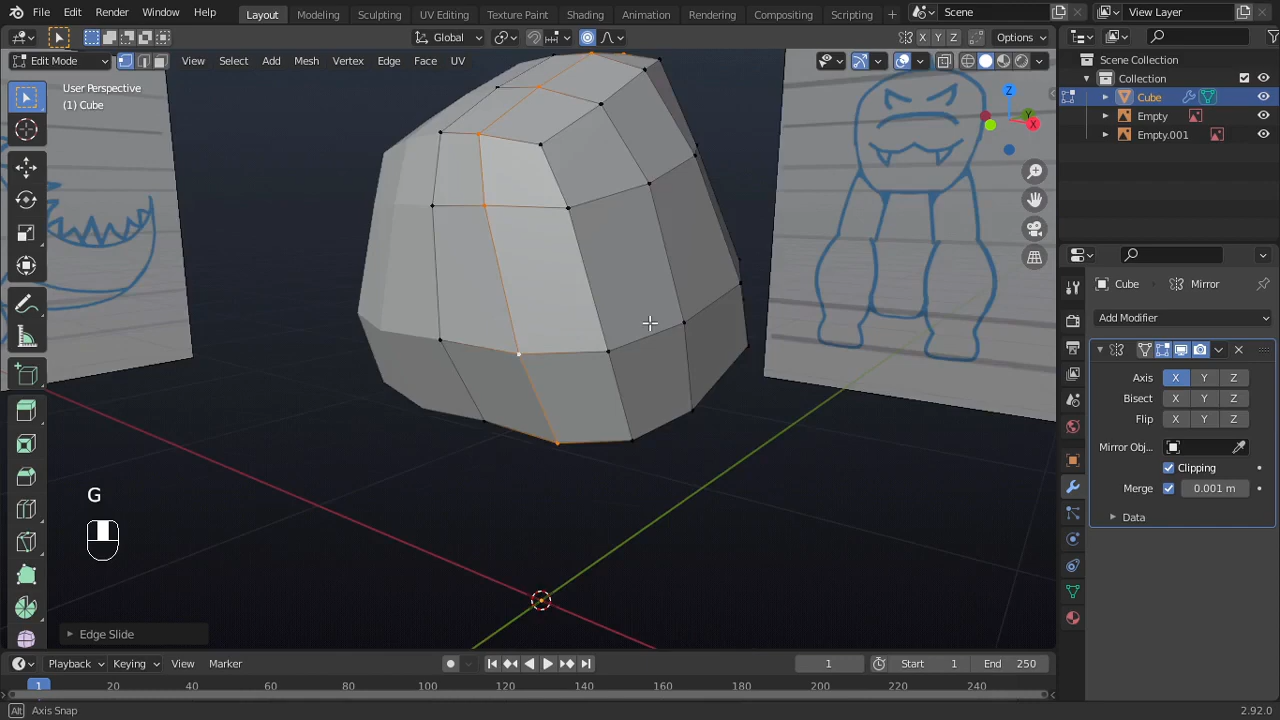 File Edit Render Window Help
Layout Modeling Sculpting UV Editing Texture Paint Shading Animation Rendering Compositing Scripting
Scene
View Layer
Global
X Y Z
Options
Edit Mode
View Select Add Mesh Vertex Edge Face UV
User Perspective
(1) Cube
Z
Y
X
Scene Collection
Collection
Cube
Empty
Empty.001
Cube
Mirror
Add Modifier
Axis X Y Z
Bisect X Y Z
Flip X Y Z
Mirror Obj...
Clipping
Merge 0.001 m
Data
G
Edge Slide
Playback Keying View Marker
1
Start 1
End 250
1 20 40 60 80 100 120 140 160 180 200 220 240
Alt Axis Snap
2.92.0